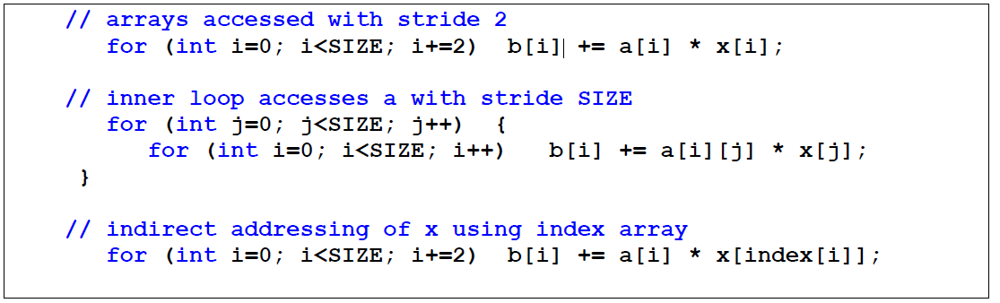 // arrays accessed with stride 2
for (int i=0; i<SIZE; i+=2)  b[i] += a[i] * x[i];
// inner loop accesses a with stride SIZE
for (int j=0; j<SIZE; j++)  {
for (int i=0; i<SIZE; i++)   b[i] += a[i][j] * x[j];
}
// indirect addressing of x using index array
for (int i=0; i<SIZE; i+=2)  b[i] += a[i] * x[index[i]];